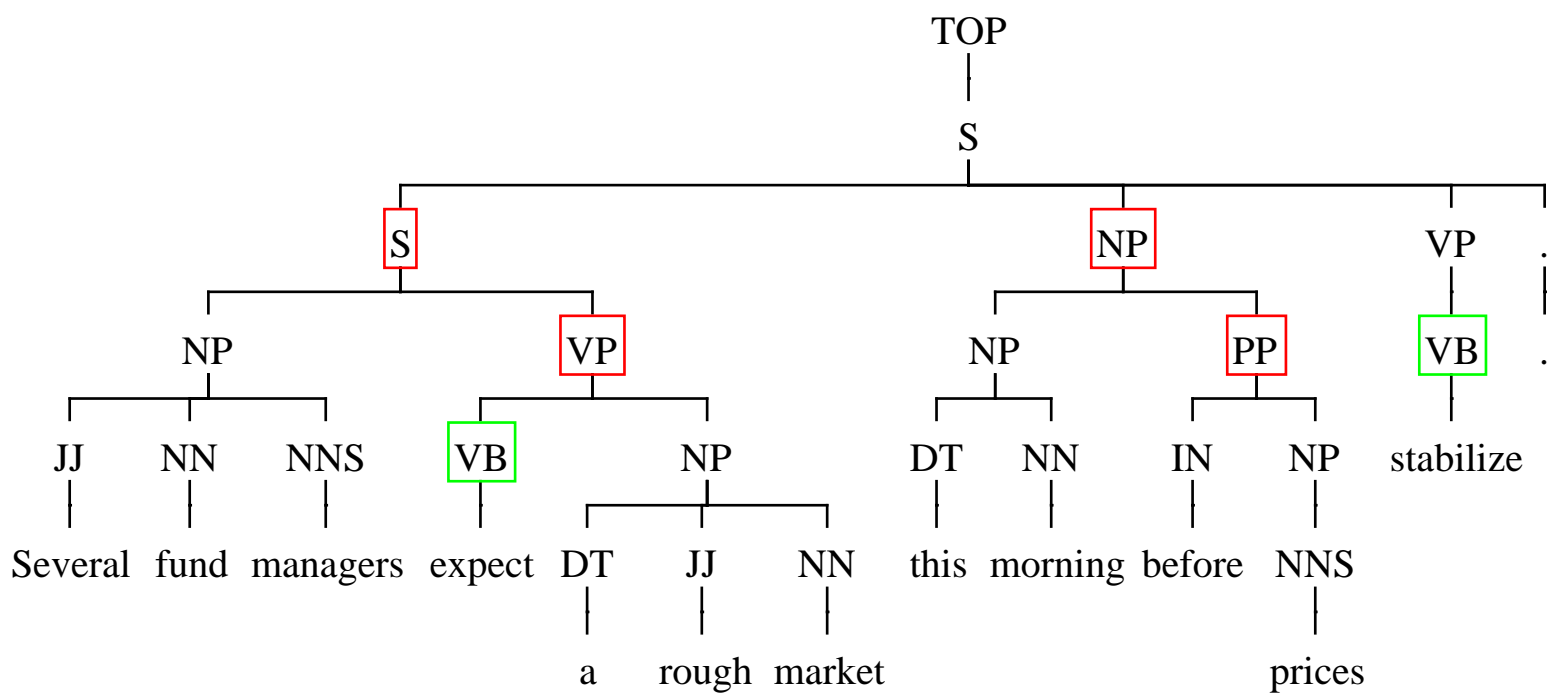 TOP
S
S NP VP .
NP VP NP PP VB .
JJ NN NNS VB NP DT NN IN NP stabilize
Several fund managers expect DT JJ NN this morning before NNS
a rough market prices